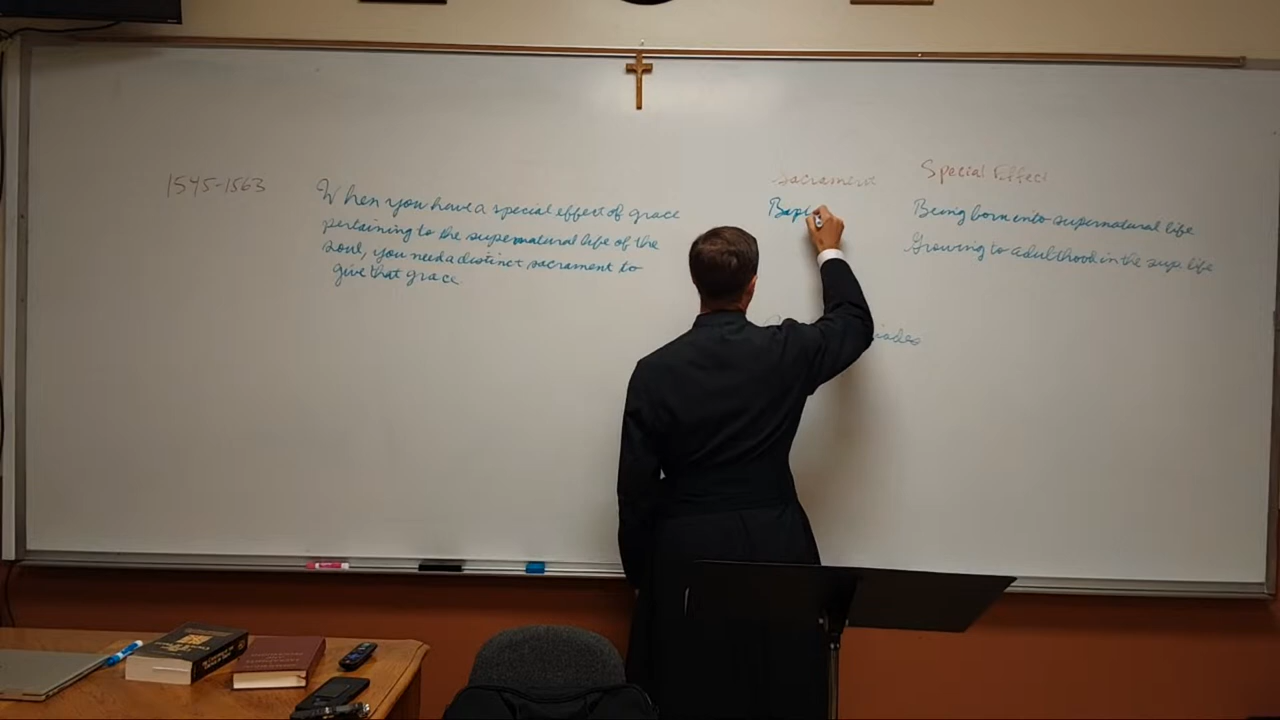 1545-1563
When you have a special effect of grace
pertaining to the supernatural life of the
soul, you need a distinct sacrament to
give that grace
Sacrament
Special Effect
Bap
Being born into supernatural life
Growing to adulthood in the sup. life